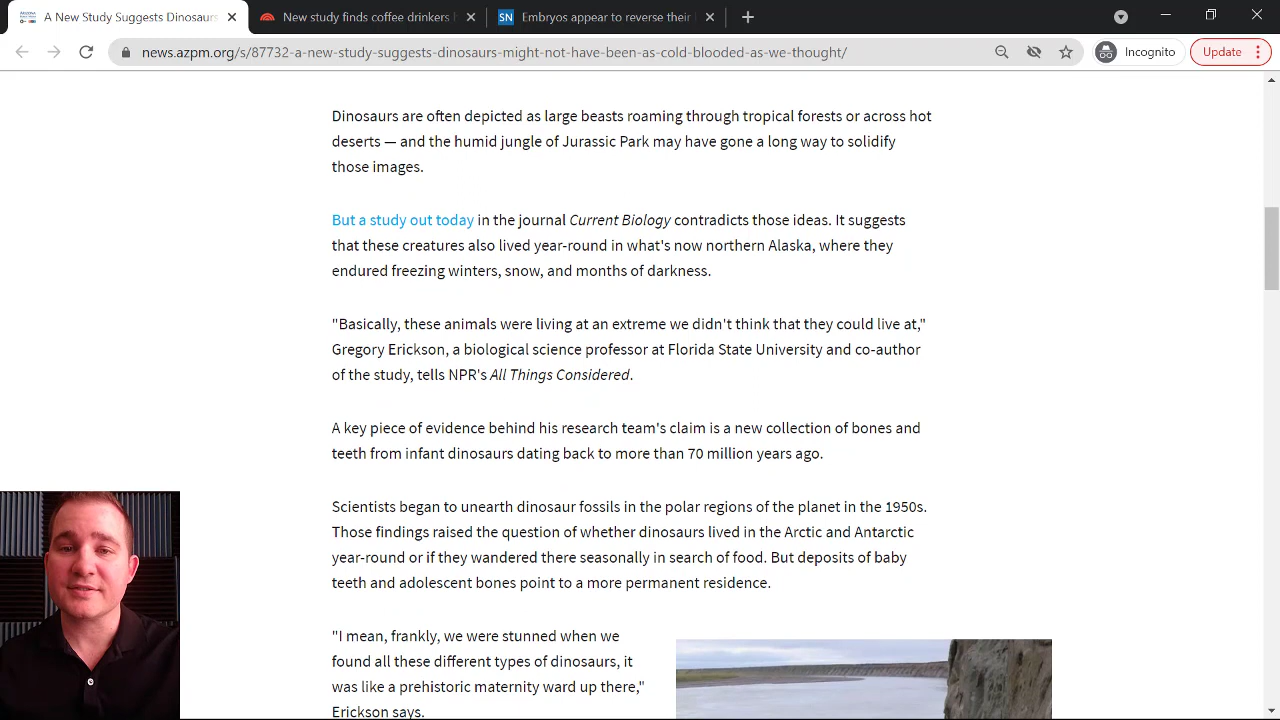 A New Study Suggests Dinosaurs
New study finds coffee drinkers
SN Employers appear to reward their
news.azpm.org/s/87732-a-new-study-suggests-dinosaurs-might-not-have-been-as-cold-blooded-as-we-thought/
Incognito
Update
Dinosaurs are often depicted as large beasts roaming through tropical forests or across hot
deserts — and the humid jungle of Jurassic Park may have gone a long way to solidify
those images.
But a study out today in the journal Current Biology contradicts those ideas. It suggests
that these creatures also lived year-round in what's now northern Alaska, where they
endured freezing winters, snow, and months of darkness.
"Basically, these animals were living at an extreme we didn't think that they could live at,"
Gregory Erickson, a biological science professor at Florida State University and co-author
of the study, tells NPR's All Things Considered.
A key piece of evidence behind his research team's claim is a new collection of bones and
teeth from infant dinosaurs dating back to more than 70 million years ago.
Scientists began to unearth dinosaur fossils in the polar regions of the planet in the 1950s.
Those findings raised the question of whether dinosaurs lived in the Arctic and Antarctic
year-round or if they wandered there seasonally in search of food. But deposits of baby
teeth and adolescent bones point to a more permanent residence.
"I mean, frankly, we were stunned when we
found all these different types of dinosaurs, it
was like a prehistoric maternity ward up there,"
Erickson says.